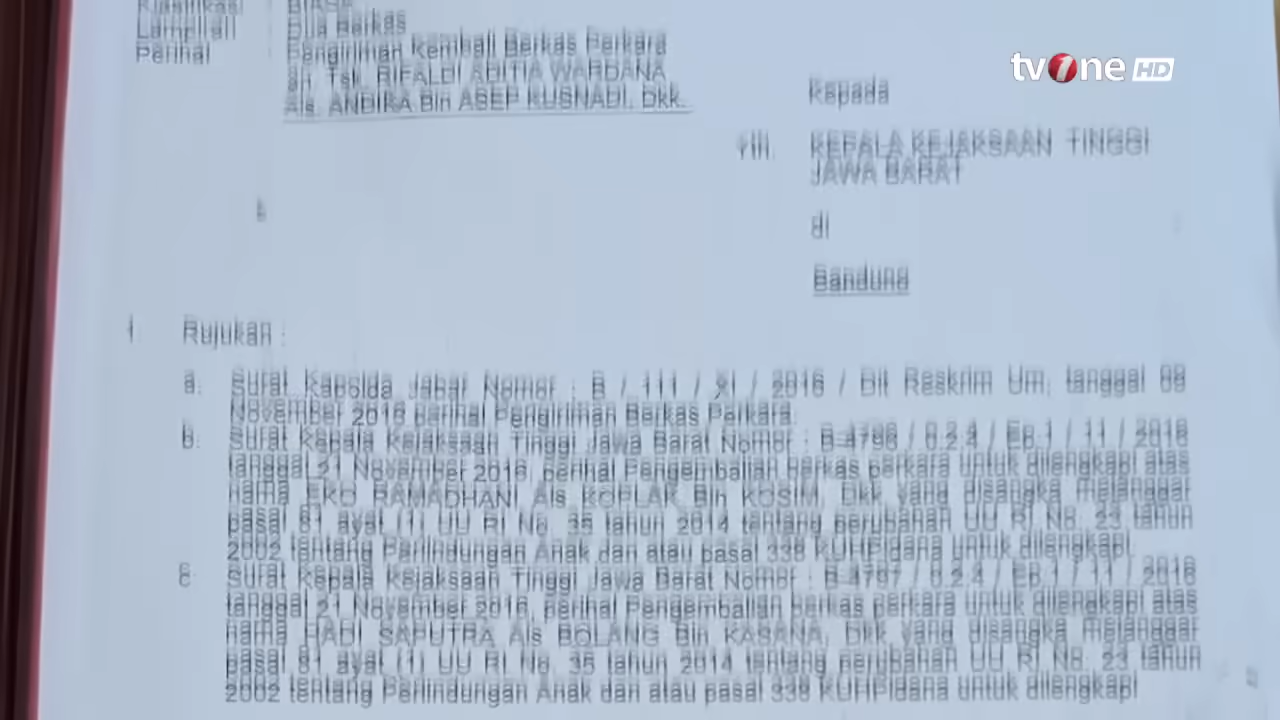 Klasifikasi : BIASA
Lampiran : Dua Berkas
Perihal : Pengiriman Kembali Berkas Perkara
an. Tsk. RIFALDI ADITIA WARDANA
Als. ANDIKA Bin ASEP KUSNADI, Dkk.
tvOne HD
Kepada
Yth. KEPALA KEJAKSAAN TINGGI
JAWA BARAT
di
Bandung
1. Rujukan :
a. Surat Kapolda Jabar Nomor : B / 111 / XI / 2016 / Dit Reskrim Um, tanggal 09
November 2016 perihal Pengiriman Berkas Perkara.
b. Surat Kepala Kejaksaan Tinggi Jawa Barat Nomor : B-4796 / 0.2.4 / Ep.1 / 11 / 2016
tanggal 21 November 2016, perihal Pengembalian berkas perkara untuk dilengkapi atas
nama EKO RAMADHANI Als KOPLAK Bin KOSIM, Dkk yang disangka melanggar
pasal 81 ayat (1) UU RI No. 35 tahun 2014 tentang perubahan UU RI No. 23 tahun
2002 tentang Perlindungan Anak dan atau pasal 338 KUHPidana untuk dilengkapi.
c. Surat Kepala Kejaksaan Tinggi Jawa Barat Nomor : B-4797 / 0.2.4 / Ep.1 / 11 / 2016
tanggal 21 November 2016, perihal Pengembalian berkas perkara untuk dilengkapi atas
nama HADI SAPUTRA Als BOLANG Bin KASANA, Dkk yang disangka melanggar
pasal 81 ayat (1) UU RI No. 35 tahun 2014 tentang perubahan UU RI No. 23 tahun
2002 tentang Perlindungan Anak dan atau pasal 338 KUHPidana untuk dilengkapi